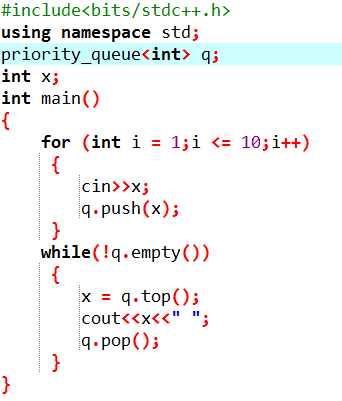 #include<bits/stdc++.h>
using namespace std;
priority_queue<int> q;
int x;
int main()
{
    for (int i = 1;i <= 10;i++)
     {
        cin>>x;
        q.push(x);
     }
    while(!q.empty())
     {
        x = q.top();
        cout<<x<<" ";
        q.pop();
     }
}